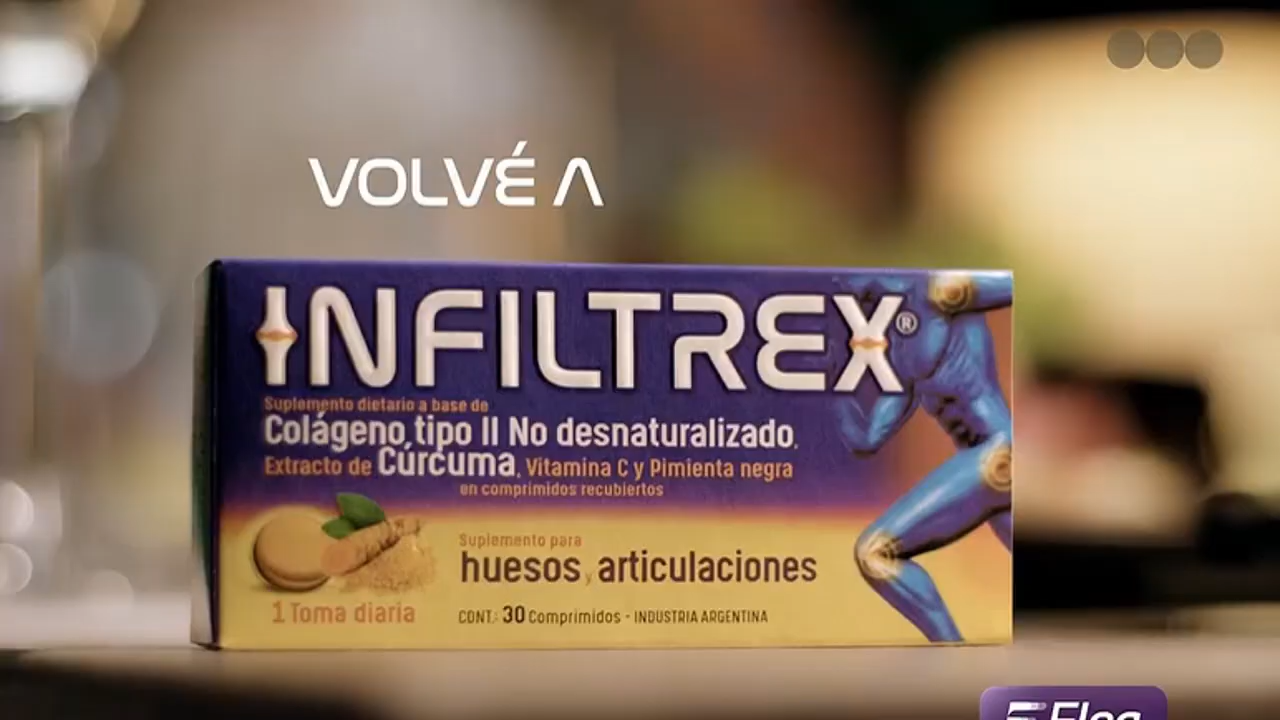 VOLVÉ A
INFILTREX®
Suplemento dietario a base de
Colágeno tipo II No desnaturalizado,
Extracto de Cúrcuma, Vitamina C y Pimienta negra
en comprimidos recubiertos
Suplemento para
huesos y articulaciones
1 Toma diaria
CONT.: 30 Comprimidos - INDUSTRIA ARGENTINA